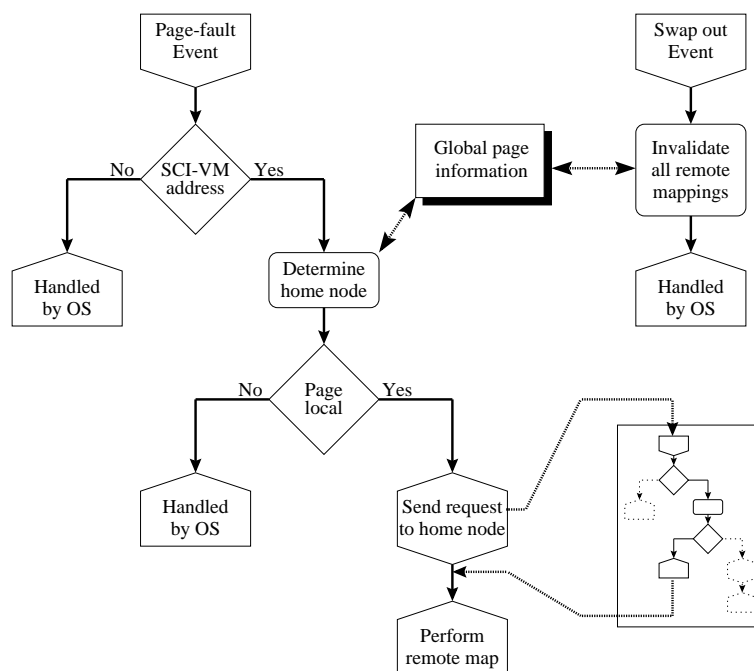 Page-fault
Event
Swap out
Event
No
SCI-VM
address
Yes
Global page
information
Invalidate
all remote
mappings
Handled
by OS
Determine
home node
Handled
by OS
No
Page
local
Yes
Handled
by OS
Send request
to home node
Perform
remote map